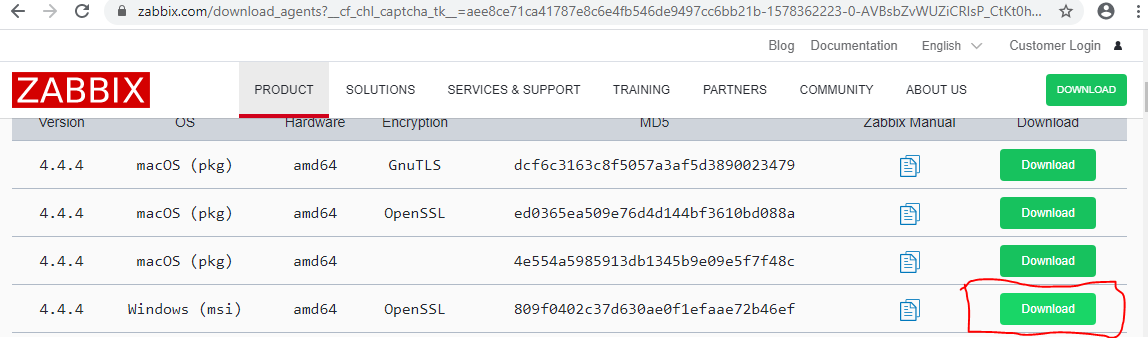 zabbix.com/download_agents?__cf_chl_captcha_tk__=aee8ce71ca41787e8c6e4fb546de9497cc6bb21b-1578362223-0-AVBsbZvWUZiCRIsP_CtKt0h...
Blog Documentation English Customer Login
ZABBIX PRODUCT SOLUTIONS SERVICES & SUPPORT TRAINING PARTNERS COMMUNITY ABOUT US DOWNLOAD
Version OS Hardware Encryption MD5 Zabbix Manual Download
4.4.4 macOS (pkg) amd64 GnuTLS dcf6c3163c8f5057a3af5d3890023479 Download
4.4.4 macOS (pkg) amd64 OpenSSL ed0365ea509e76d4d144bf3610bd088a Download
4.4.4 macOS (pkg) amd64 4e554a5985913db1345b9e09e5f7f48c Download
4.4.4 Windows (msi) amd64 OpenSSL 809f0402c37d630ae0f1efaae72b46ef Download